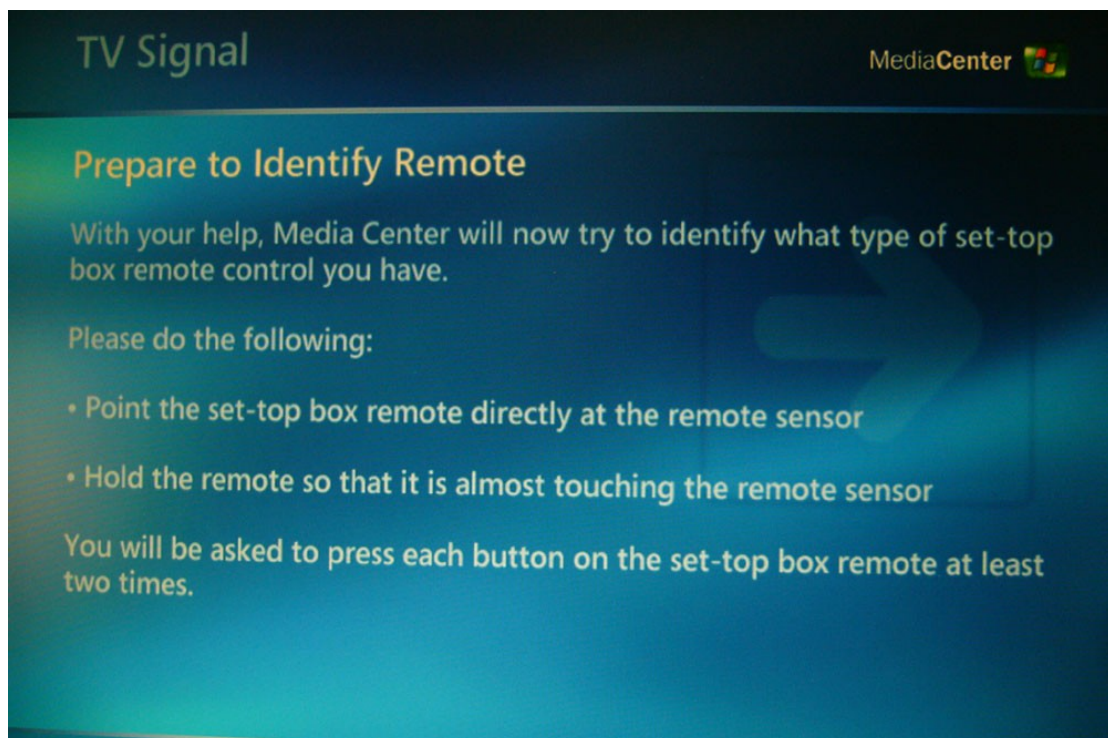 TV Signal
MediaCenter
Prepare to Identify Remote
With your help, Media Center will now try to identify what type of set-top
box remote control you have.
Please do the following:
• Point the set-top box remote directly at the remote sensor
• Hold the remote so that it is almost touching the remote sensor
You will be asked to press each button on the set-top box remote at least
two times.